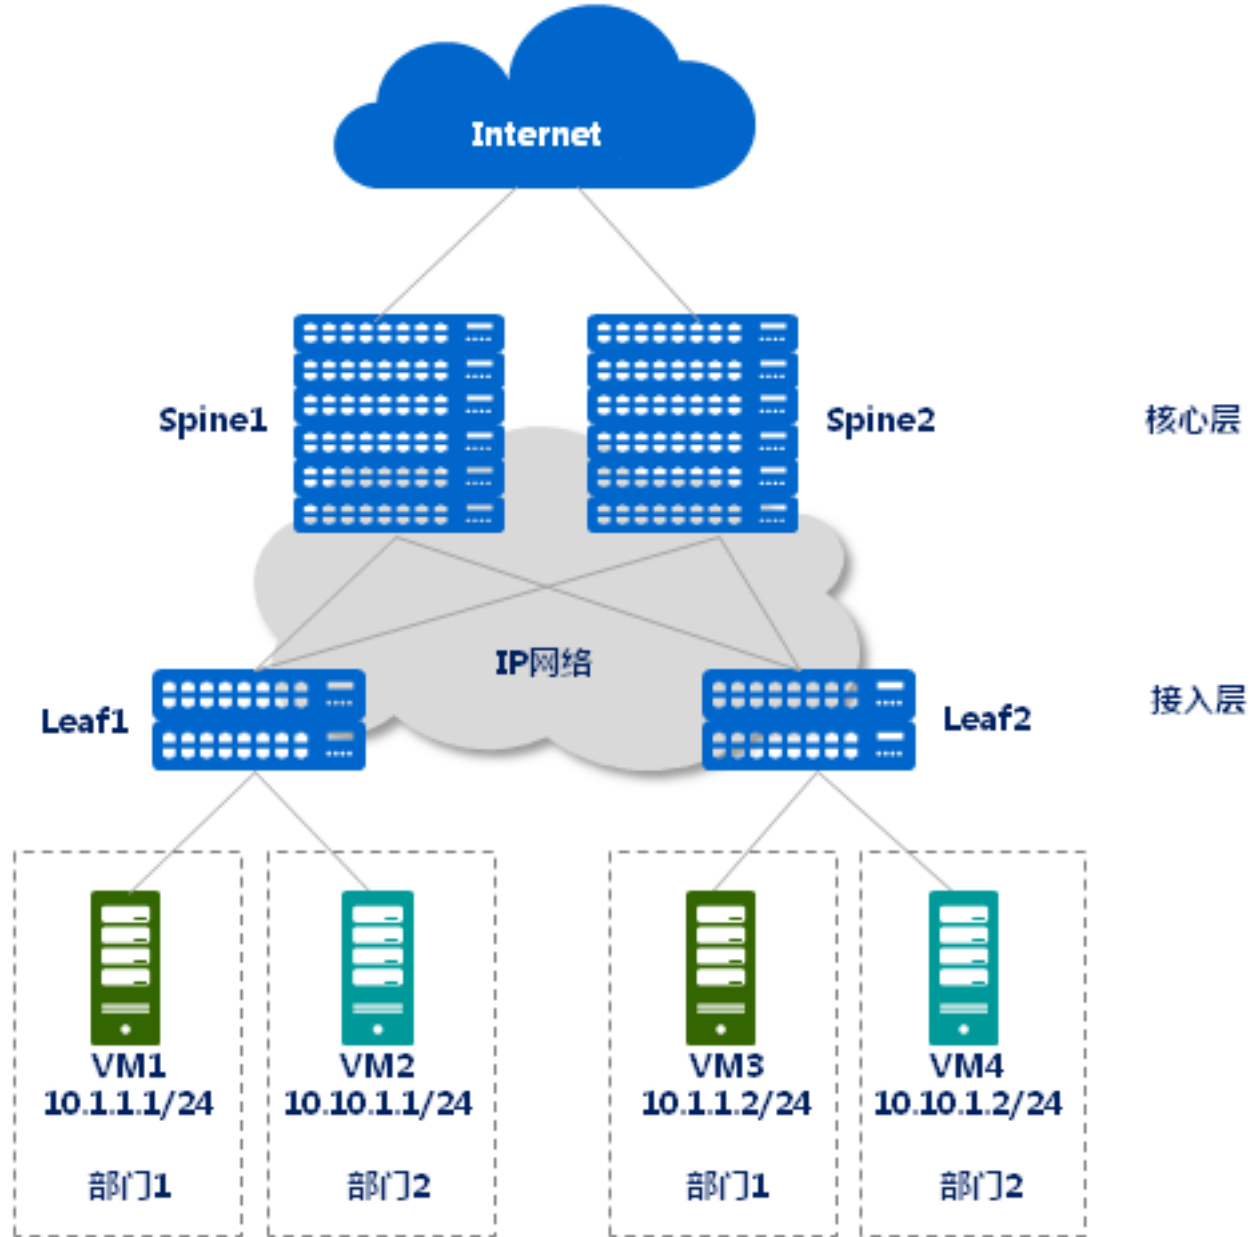 Internet
Spine1
Spine2
核心层
IP网络
Leaf1
Leaf2
接入层
VM1
10.1.1.1/24
部门1
VM2
10.10.1.1/24
部门2
VM3
10.1.1.2/24
部门1
VM4
10.10.1.2/24
部门2